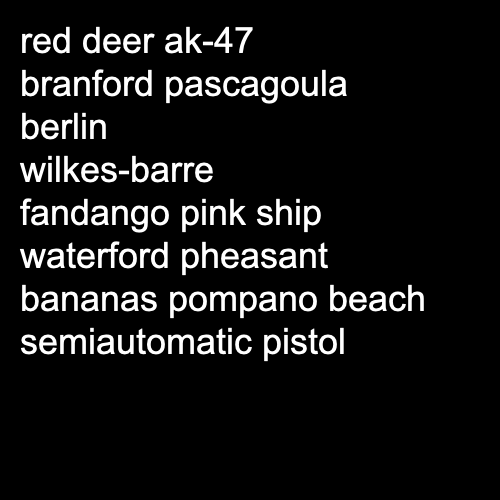 red deer ak-47
branford pascagoula
berlin
wilkes-barre
fandango pink ship
waterford pheasant
bananas pompano beach
semiautomatic pistol